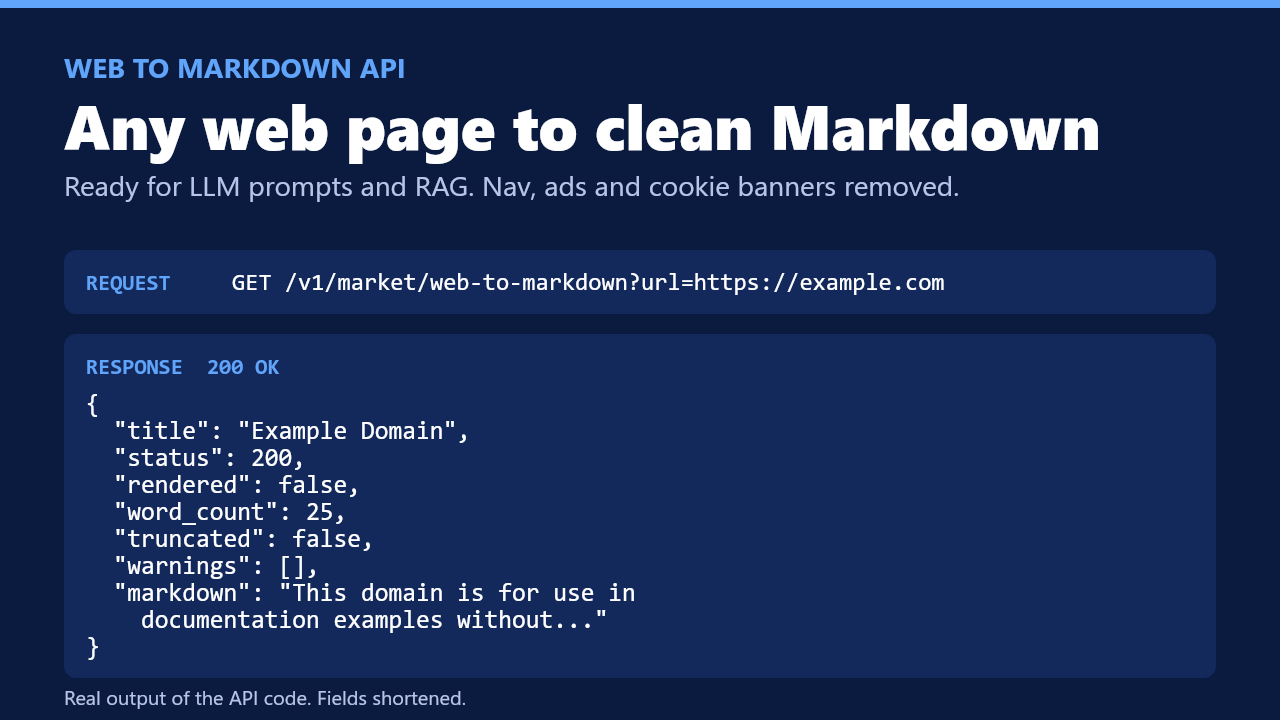 WEB TO MARKDOWN API
Any web page to clean Markdown
Ready for LLM prompts and RAG. Nav, ads and cookie banners removed.
REQUEST GET /v1/market/web-to-markdown?url=https://example.com
RESPONSE 200 OK
{
"title": "Example Domain",
"status": 200,
"rendered": false,
"word_count": 25,
"truncated": false,
"warnings": [],
"markdown": "This domain is for use in
documentation examples without..."
}
Real output of the API code. Fields shortened.